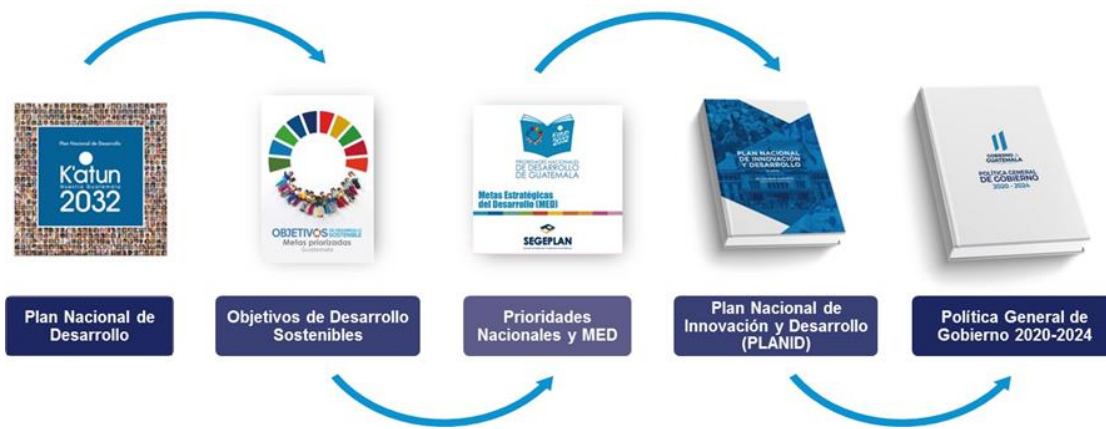 Plan Nacional de Desarrollo
K'atun
Nuestra Guatemala
2032
OBJETIVOS DE DESARROLLO SOSTENIBLE
Metas priorizadas
Guatemala
K'atun
2032
PRIORIDADES NACIONALES
DE DESARROLLO
DE GUATEMALA
Metas Estratégicas
del Desarrollo (MED)
SEGEPLAN
PLAN NACIONAL
DE INNOVACIÓN
Y DESARROLLO
GOBIERNO de
GUATEMALA
POLÍTICA GENERAL
DE GOBIERNO
2020 - 2024
Plan Nacional de
Desarrollo
Objetivos de Desarrollo
Sostenibles
Prioridades
Nacionales y MED
Plan Nacional de
Innovación y Desarrollo
(PLANID)
Política General de
Gobierno 2020-2024